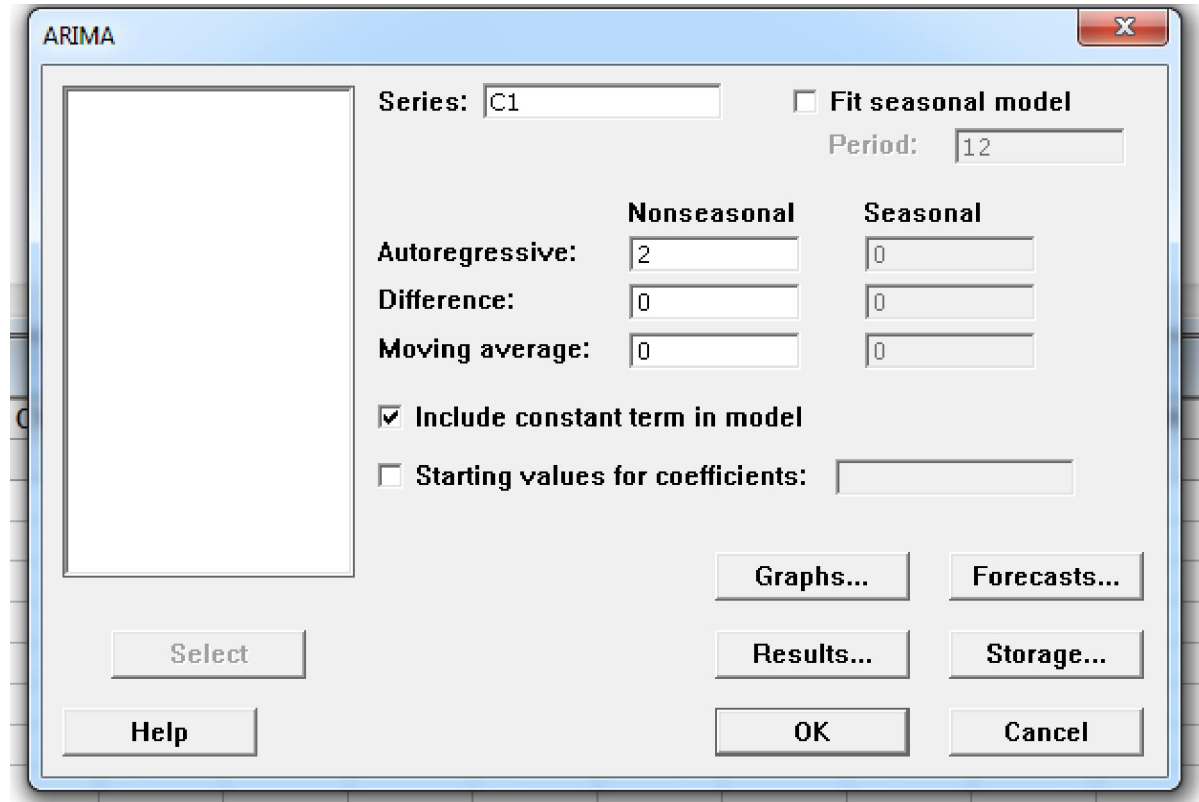 ARIMA
Series: C1
Fit seasonal model
Period: 12
Nonseasonal Seasonal
Autoregressive: 2 0
Difference: 0 0
Moving average: 0 0
Include constant term in model
Starting values for coefficients:
Graphs... Forecasts...
Select Results... Storage...
Help OK Cancel